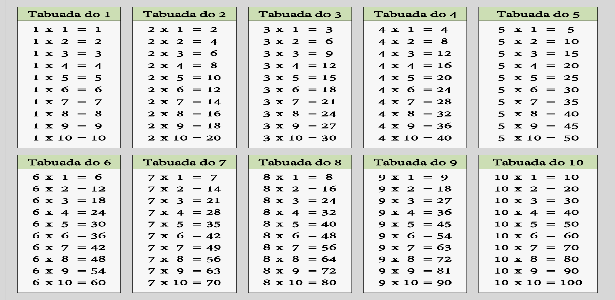 Tabuada do 1
1 x 1 = 1
1 x 2 = 2
1 x 3 = 3
1 x 4 = 4
1 x 5 = 5
1 x 6 = 6
1 x 7 = 7
1 x 8 = 8
1 x 9 = 9
1 x 10 = 10
Tabuada do 2
2 x 1 = 2
2 x 2 = 4
2 x 3 = 6
2 x 4 = 8
2 x 5 = 10
2 x 6 = 12
2 x 7 = 14
2 x 8 = 16
2 x 9 = 18
2 x 10 = 20
Tabuada do 3
3 x 1 = 3
3 x 2 = 6
3 x 3 = 9
3 x 4 = 12
3 x 5 = 15
3 x 6 = 18
3 x 7 = 21
3 x 8 = 24
3 x 9 = 27
3 x 10 = 30
Tabuada do 4
4 x 1 = 4
4 x 2 = 8
4 x 3 = 12
4 x 4 = 16
4 x 5 = 20
4 x 6 = 24
4 x 7 = 28
4 x 8 = 32
4 x 9 = 36
4 x 10 = 40
Tabuada do 5
5 x 1 = 5
5 x 2 = 10
5 x 3 = 15
5 x 4 = 20
5 x 5 = 25
5 x 6 = 30
5 x 7 = 35
5 x 8 = 40
5 x 9 = 45
5 x 10 = 50
Tabuada do 6
6 x 1 = 6
6 x 2 = 12
6 x 3 = 18
6 x 4 = 24
6 x 5 = 30
6 x 6 = 36
6 x 7 = 42
6 x 8 = 48
6 x 9 = 54
6 x 10 = 60
Tabuada do 7
7 x 1 = 7
7 x 2 = 14
7 x 3 = 21
7 x 4 = 28
7 x 5 = 35
7 x 6 = 42
7 x 7 = 49
7 x 8 = 56
7 x 9 = 63
7 x 10 = 70
Tabuada do 8
8 x 1 = 8
8 x 2 = 16
8 x 3 = 24
8 x 4 = 32
8 x 5 = 40
8 x 6 = 48
8 x 7 = 56
8 x 8 = 64
8 x 9 = 72
8 x 10 = 80
Tabuada do 9
9 x 1 = 9
9 x 2 = 18
9 x 3 = 27
9 x 4 = 36
9 x 5 = 45
9 x 6 = 54
9 x 7 = 63
9 x 8 = 72
9 x 9 = 81
9 x 10 = 90
Tabuada do 10
10 x 1 = 10
10 x 2 = 20
10 x 3 = 30
10 x 4 = 40
10 x 5 = 50
10 x 6 = 60
10 x 7 = 70
10 x 8 = 80
10 x 9 = 90
10 x 10 = 100